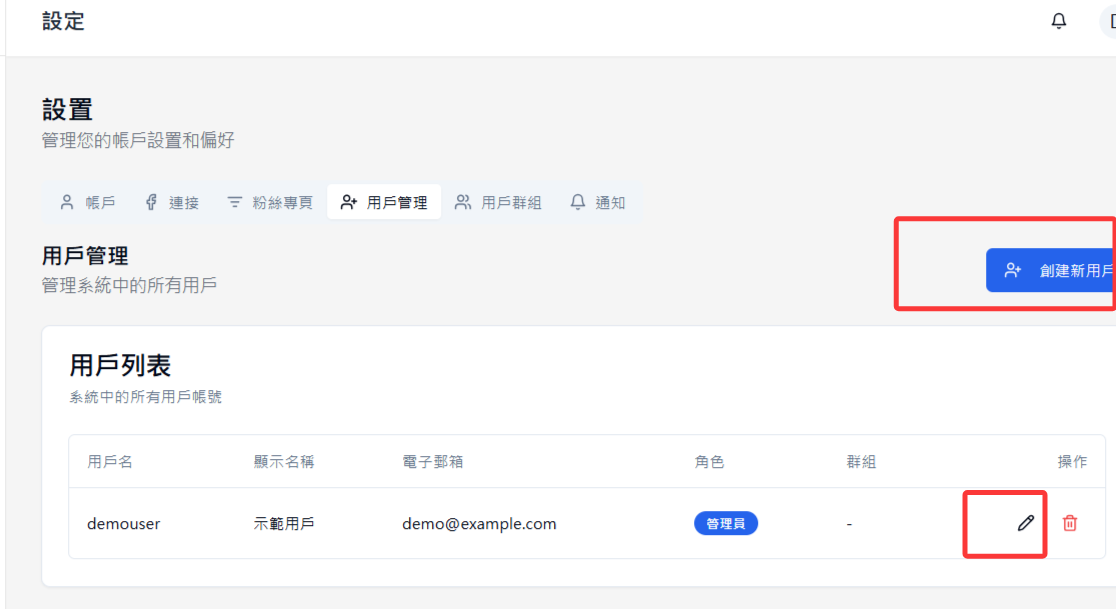 設定
設置
管理您的帳戶設置和偏好
帳戶 連接 粉絲專頁 用戶管理 用戶群組 通知
用戶管理
管理系統中的所有用戶
創建新用戶
用戶列表
系統中的所有用戶帳號
用戶名 顯示名稱 電子郵箱 角色 群組 操作
demouser 示範用戶 demo@example.com 管理員 -